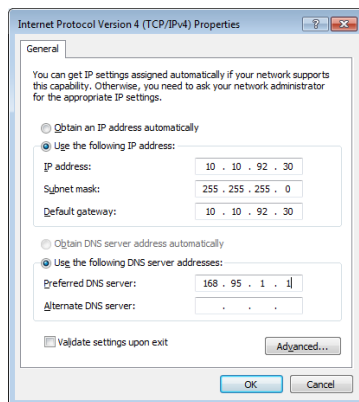 Internet Protocol Version 4 (TCP/IPv4) Properties
General
You can get IP settings assigned automatically if your network supports
this capability. Otherwise, you need to ask your network administrator
for the appropriate IP settings.
Obtain an IP address automatically
Use the following IP address:
IP address: 10 . 10 . 92 . 30
Subnet mask: 255 . 255 . 255 . 0
Default gateway: 10 . 10 . 92 . 30
Obtain DNS server address automatically
Use the following DNS server addresses:
Preferred DNS server: 168 . 95 . 1 . 1
Alternate DNS server: . . .
Validate settings upon exit
Advanced...
OK Cancel